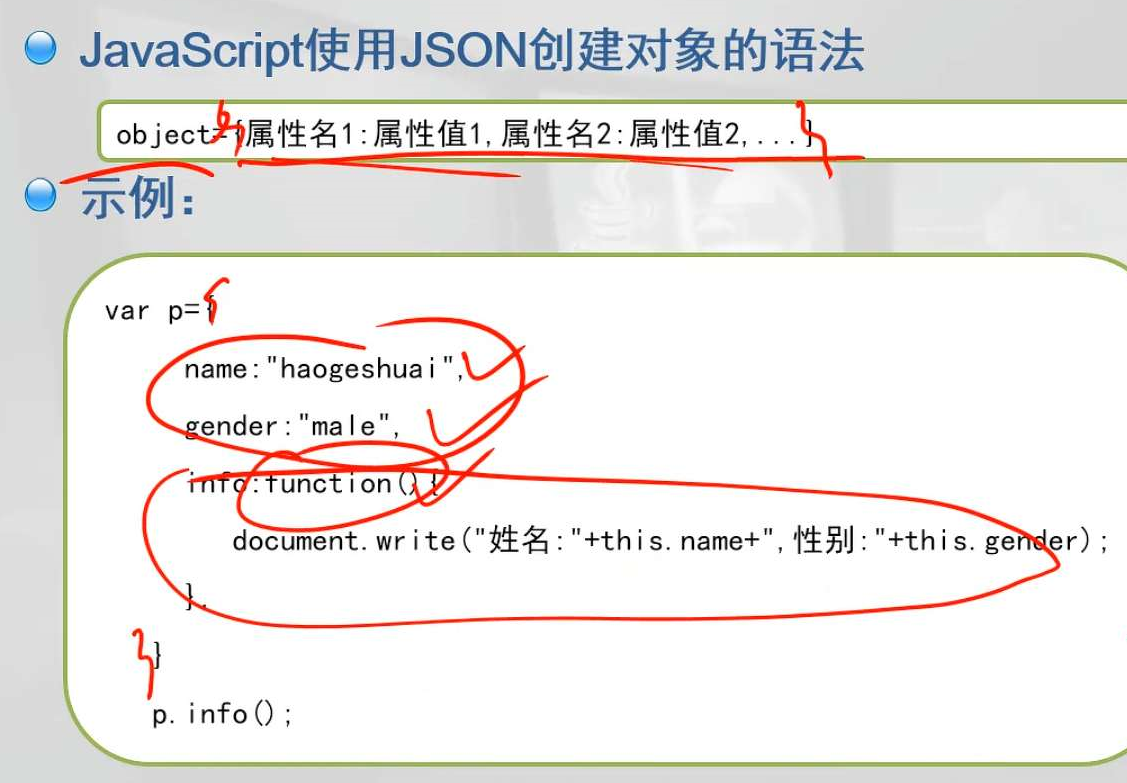 JavaScript使用JSON创建对象的语法
object={属性名1:属性值1,属性名2:属性值2,...}
示例：
var p={
name:"haogeshuai",
gender:"male",
info:function(){
document.write("姓名:"+this.name+",性别:"+this.gender);
},
}
p.info();